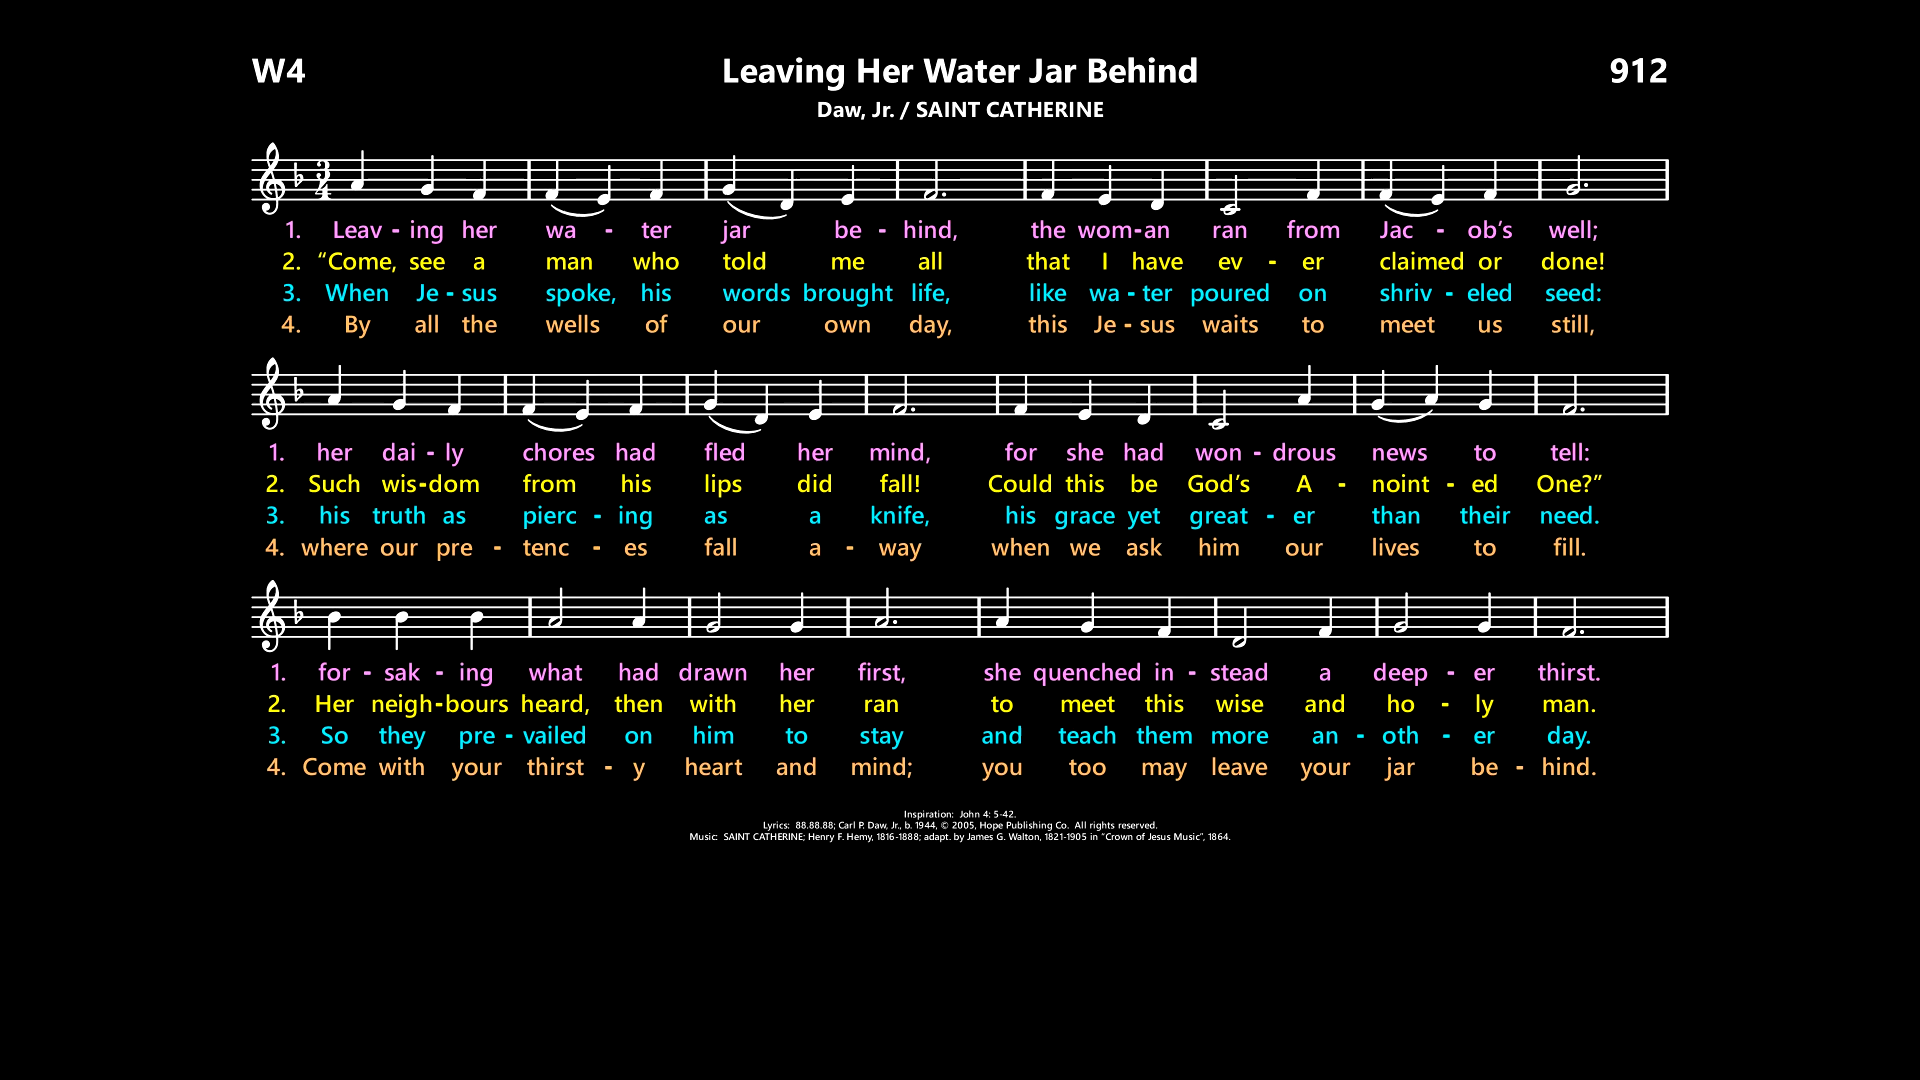 W4 Leaving Her Water Jar Behind 912
Daw, Jr. / SAINT CATHERINE
3
4
1. Leav - ing her wa - ter jar be - hind, the wom-an ran from Jac - ob’s well;
2. “Come, see a man who told me all that I have ev - er claimed or done!
3. When Je - sus spoke, his words brought life, like wa - ter poured on shriv - eled seed:
4. By all the wells of our own day, this Je - sus waits to meet us still,
1. her dai - ly chores had fled her mind, for she had won - drous news to tell:
2. Such wis-dom from his lips did fall! Could this be God’s A - noint - ed One?”
3. his truth as pierc - ing as a knife, his grace yet great - er than their need.
4. where our pre - tenc - es fall a - way when we ask him our lives to fill.
1. for - sak - ing what had drawn her first, she quenched in - stead a deep - er thirst.
2. Her neigh-bours heard, then with her ran to meet this wise and ho - ly man.
3. So they pre - vailed on him to stay and teach them more an - oth - er day.
4. Come with your thirst - y heart and mind; you too may leave your jar be - hind.
Inspiration: John 4: 5-42.
Lyrics: 88.88.88; Carl P. Daw, Jr., b. 1944, © 2005, Hope Publishing Co. All rights reserved.
Music: SAINT CATHERINE; Henry F. Hemy, 1816-1888; adapt. by James G. Walton, 1821-1905 in “Crown of Jesus Music”, 1864.